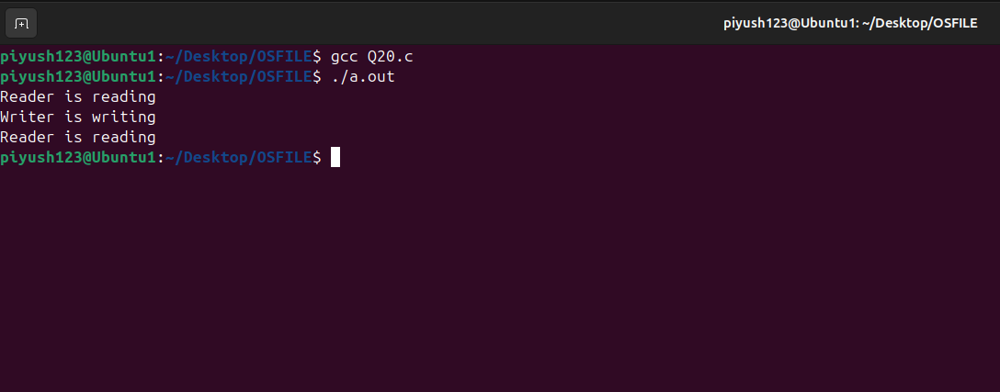 piyush123@Ubuntu1: ~/Desktop/OSFILE
piyush123@Ubuntu1:~/Desktop/OSFILE$ gcc Q20.c
piyush123@Ubuntu1:~/Desktop/OSFILE$ ./a.out
Reader is reading
Writer is writing
Reader is reading
piyush123@Ubuntu1:~/Desktop/OSFILE$